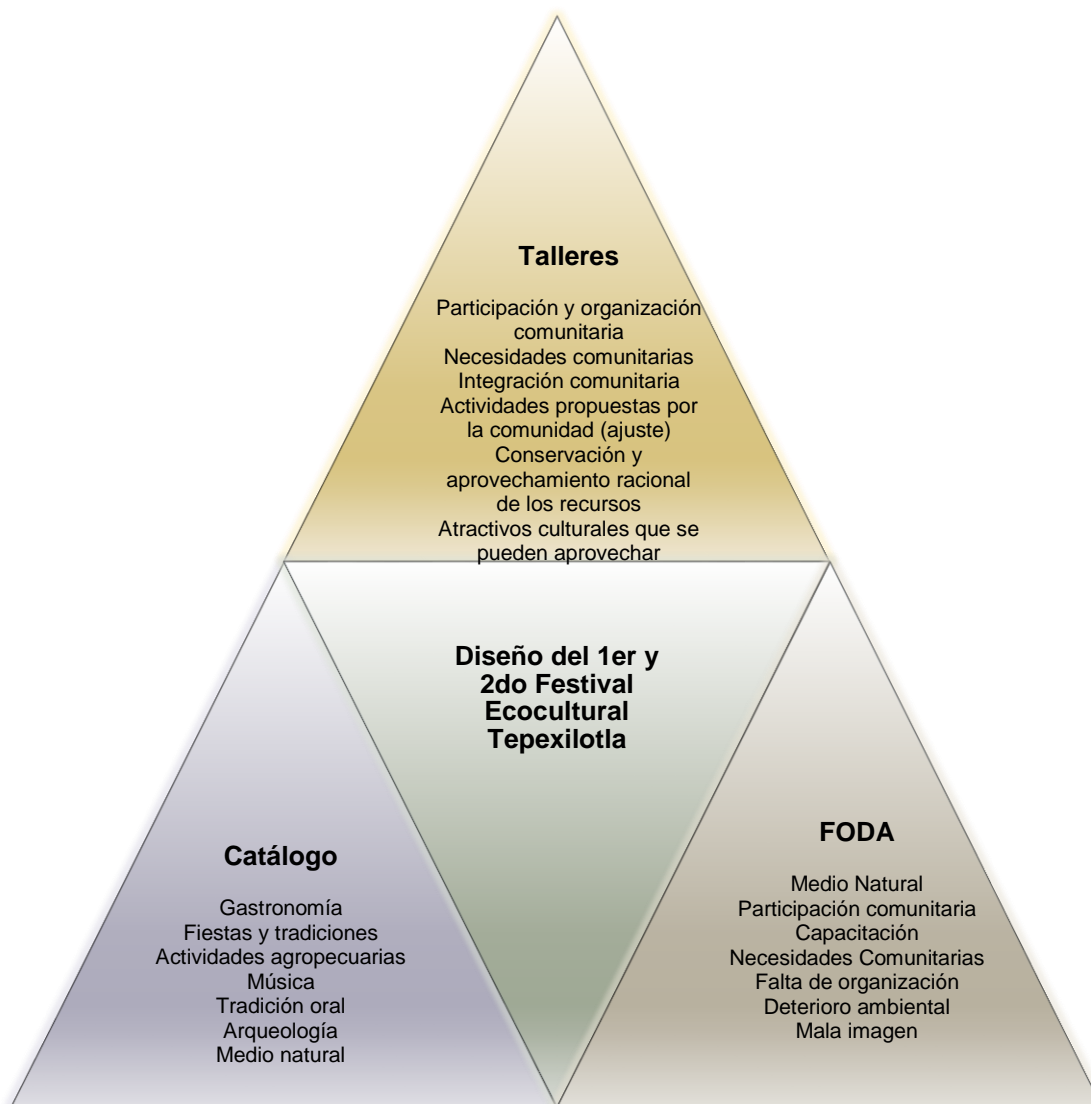 Talleres
Participación y organización
comunitaria
Necesidades comunitarias
Integración comunitaria
Actividades propuestas por
la comunidad (ajuste)
Conservación y
aprovechamiento racional
de los recursos
Atractivos culturales que se
pueden aprovechar
Diseño del 1er y
2do Festival
Ecocultural
Tepexilotla
Catálogo
Gastronomía
Fiestas y tradiciones
Actividades agropecuarias
Música
Tradición oral
Arqueología
Medio natural
FODA
Medio Natural
Participación comunitaria
Capacitación
Necesidades Comunitarias
Falta de organización
Deterioro ambiental
Mala imagen